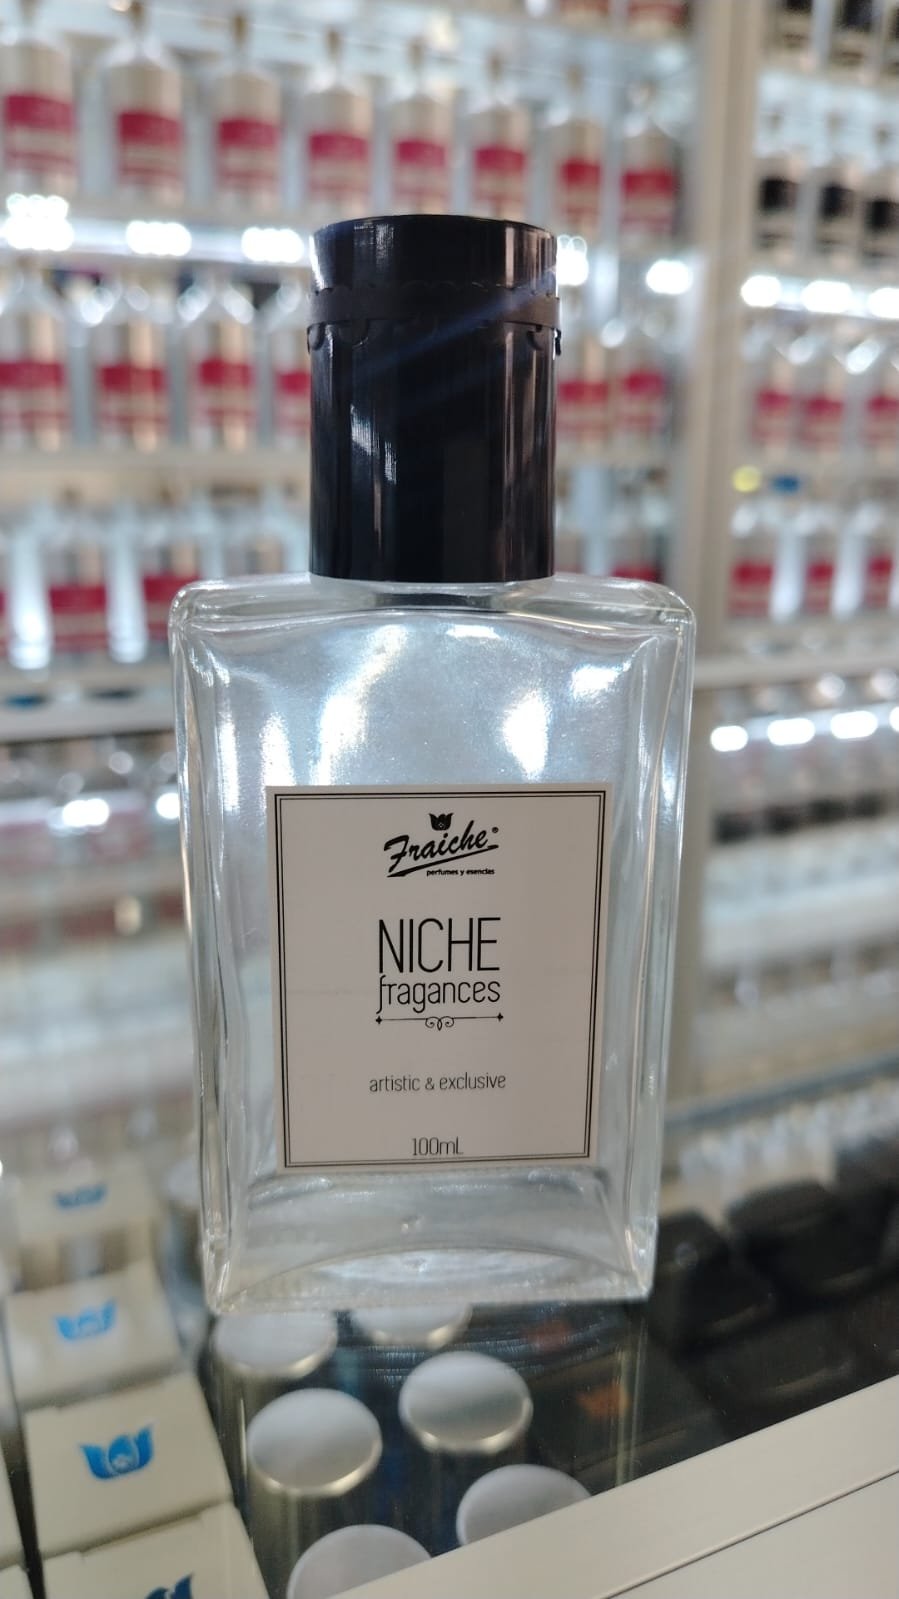 Fraiche®
perfumes y esencias
NICHE
fragances
artistic & exclusive
100mL